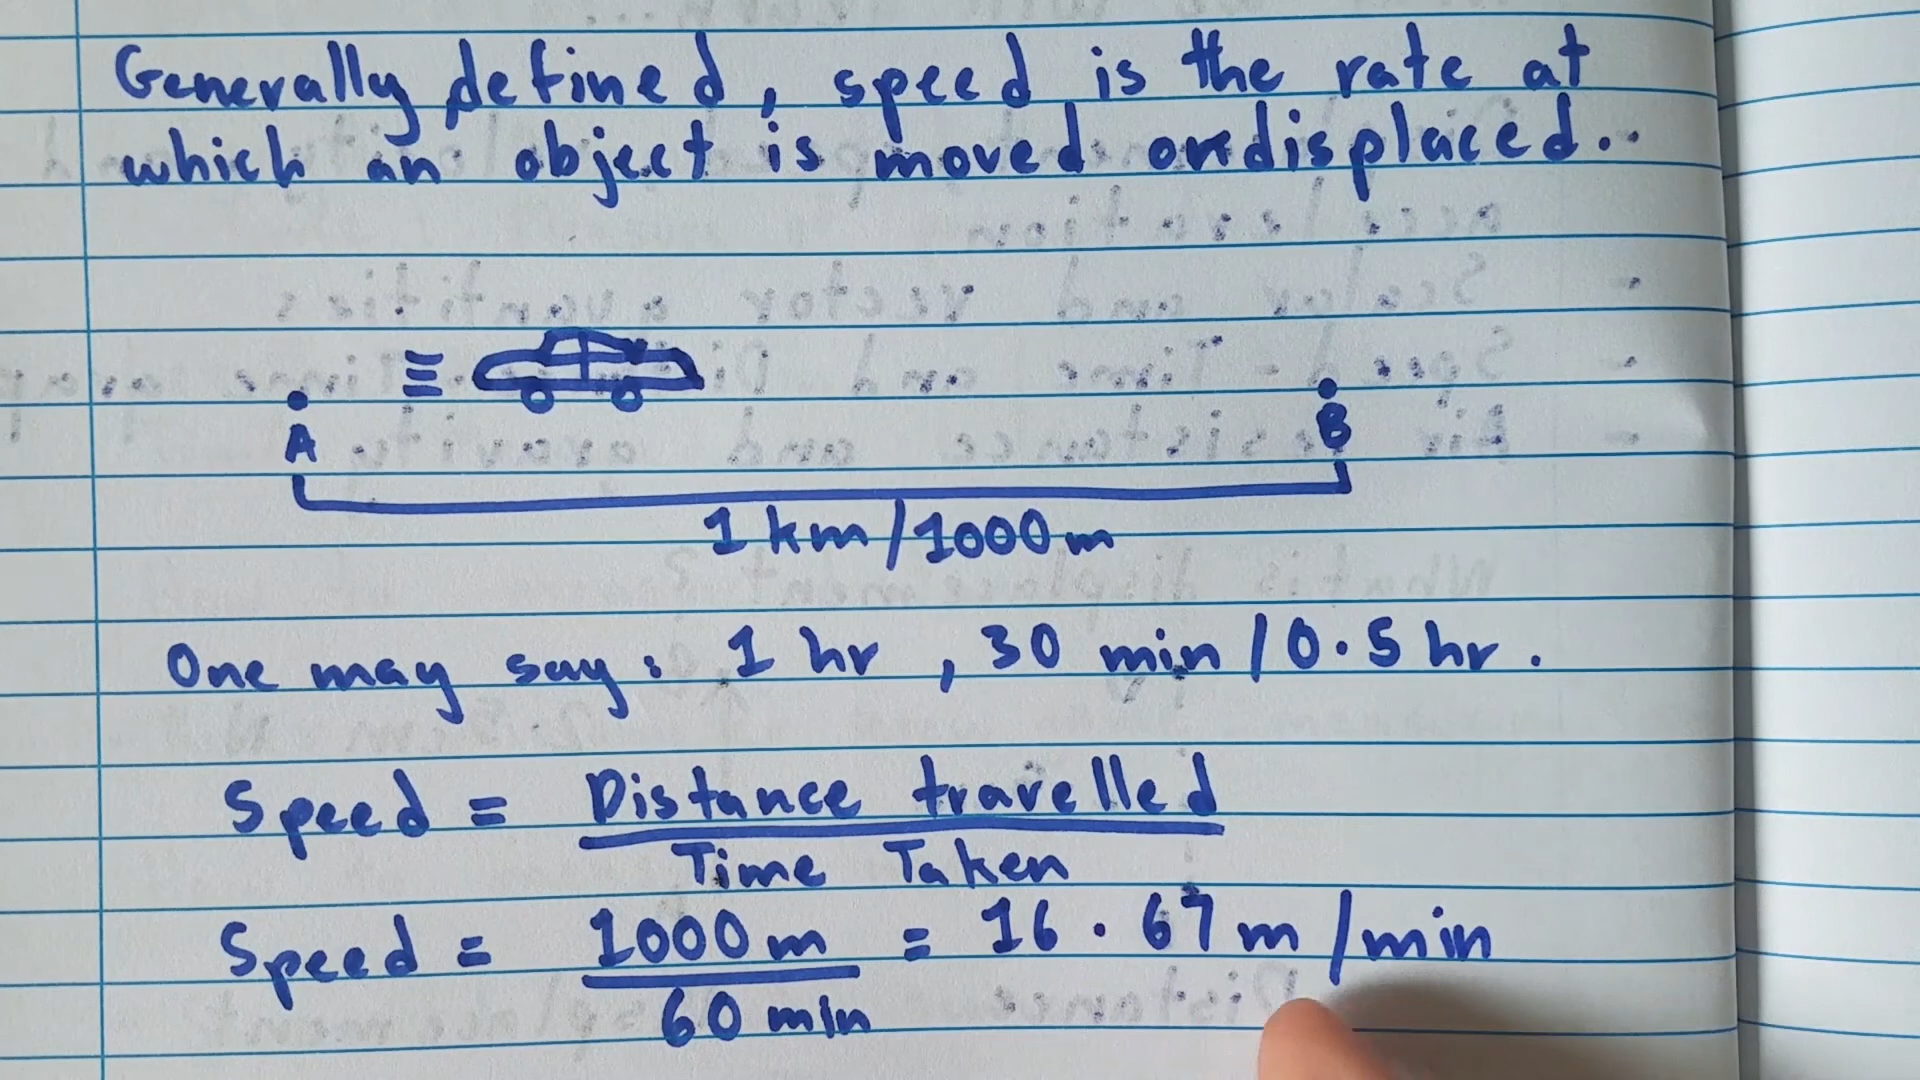 Generally defined, speed is the rate at
which an object is moved or displaced..
A
B
1 km/1000 m
One may say: 1 hr, 30 min / 0.5 hr.
Speed = Distance travelled
Time Taken
Speed = 1000 m = 16.67 m/min
60 min